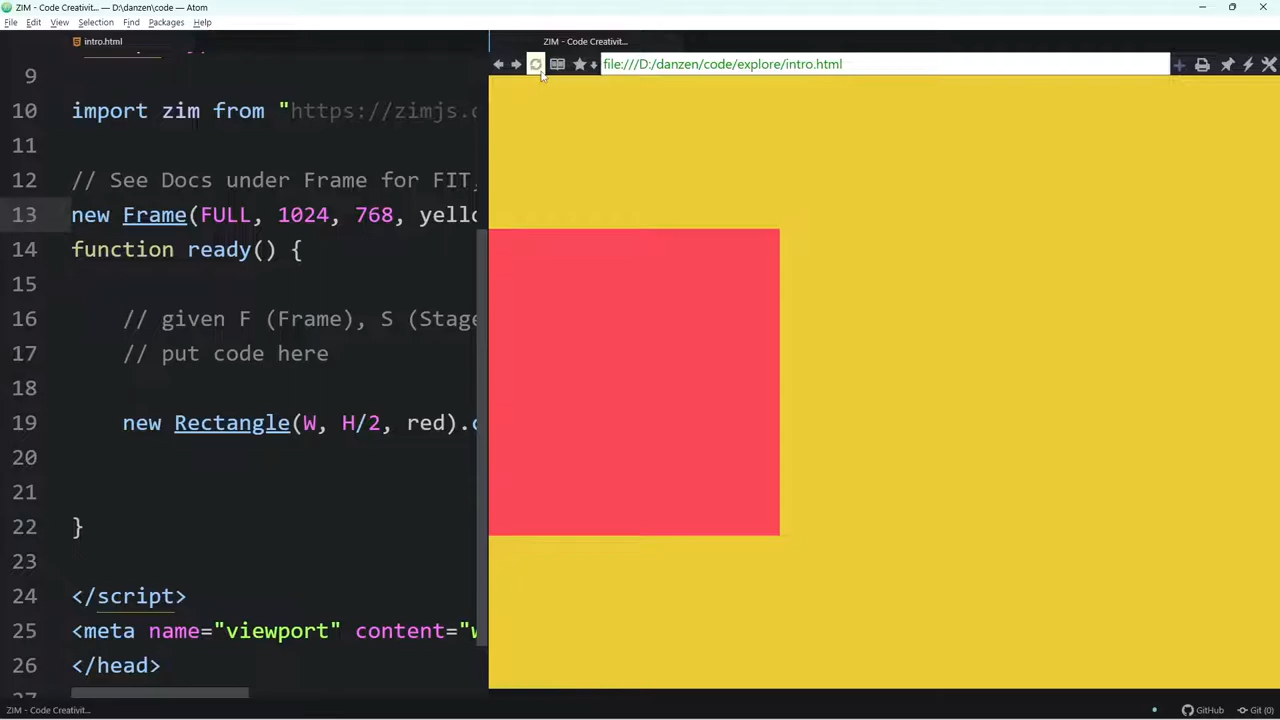 ZIM - Code Creativit... — D:\danzen\code — Atom
File Edit View Selection Find Packages Help
intro.html
ZIM - Code Creativit...
file:///D:/danzen/code/explore/intro.html
9
10 import zim from "https://zimjs.c
11
12 // See Docs under Frame for FIT,
13 new Frame(FULL, 1024, 768, yello
14 function ready() {
15
16 // given F (Frame), S (Stage
17 // put code here
18
19 new Rectangle(W, H/2, red).c
20
21
22 }
23
24 </script>
25 <meta name="viewport" content="w
26 </head>
27
ZIM - Code Creativit...
GitHub Git (0)